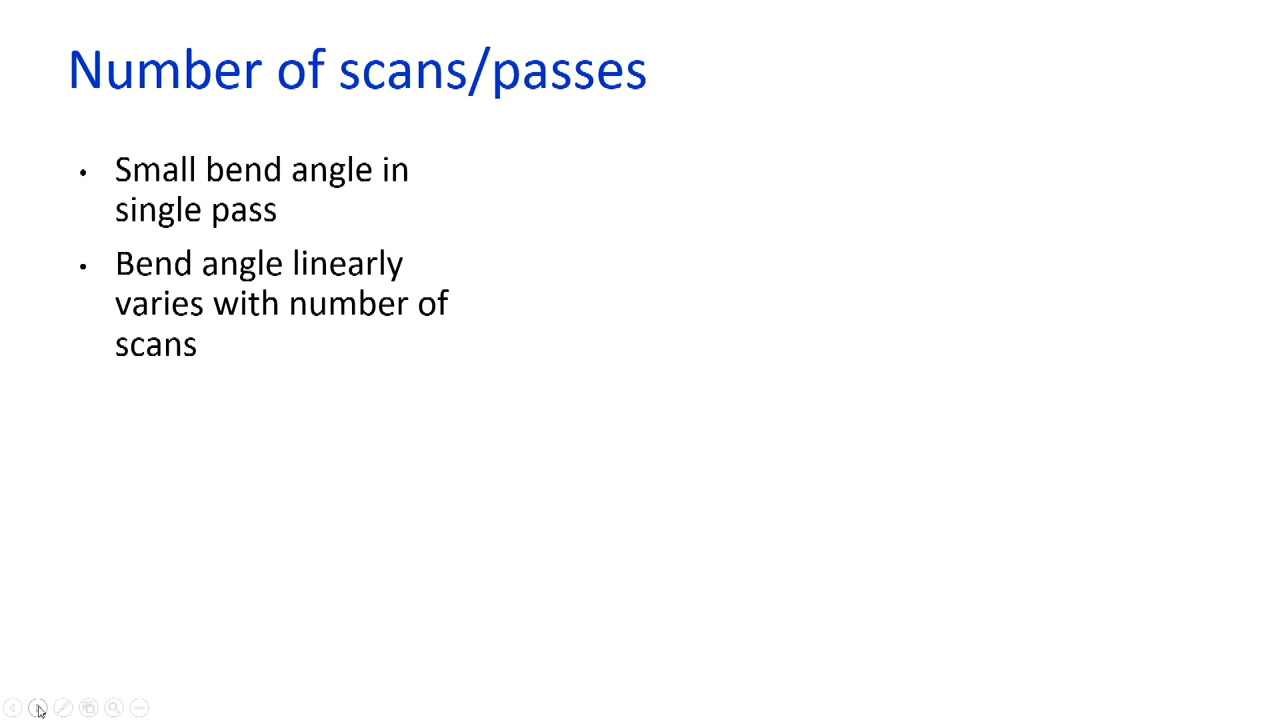 Number of scans/passes
• Small bend angle in
single pass
• Bend angle linearly
varies with number of
scans